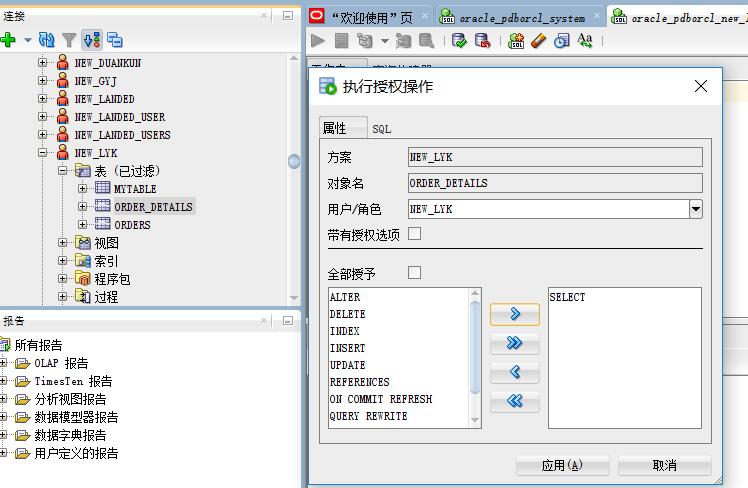 连接
NEW_DUANKUN
NEW_GYJ
NEW_LANDED
NEW_LANDED_USER
NEW_LANDED_USERS
NEW_LYK
表 (已过滤)
MYTABLE
ORDER_DETAILS
ORDERS
视图
索引
程序包
过程
报告
所有报告
OLAP 报告
TimesTen 报告
分析视图报告
数据模型器报告
数据字典报告
用户定义的报告
“欢迎使用”页
oracle_pdborcl_system
oracle_pdborcl_new_l
执行授权操作
属性
SQL
方案
NEW_LYK
对象名
ORDER_DETAILS
用户/角色
NEW_LYK
带有授权选项
全部授予
ALTER
DELETE
INDEX
INSERT
UPDATE
REFERENCES
ON COMMIT REFRESH
QUERY REWRITE
SELECT
应用(A)
取消